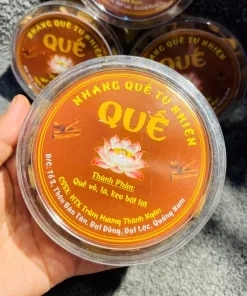 NHANG QUẾ TỰ NHIÊN
QUẾ
Thành Phần:
Quế vỏ, lá, keo bời lời
CSSX: HTX Trầm Hương Thành Ngân
Đ/C: Tổ 2, Thôn Bàn Tân, Đại Đồng, Đại Lộc, Quảng Nam
NHANG QUẾ TỰ NHIÊN
QUẾ